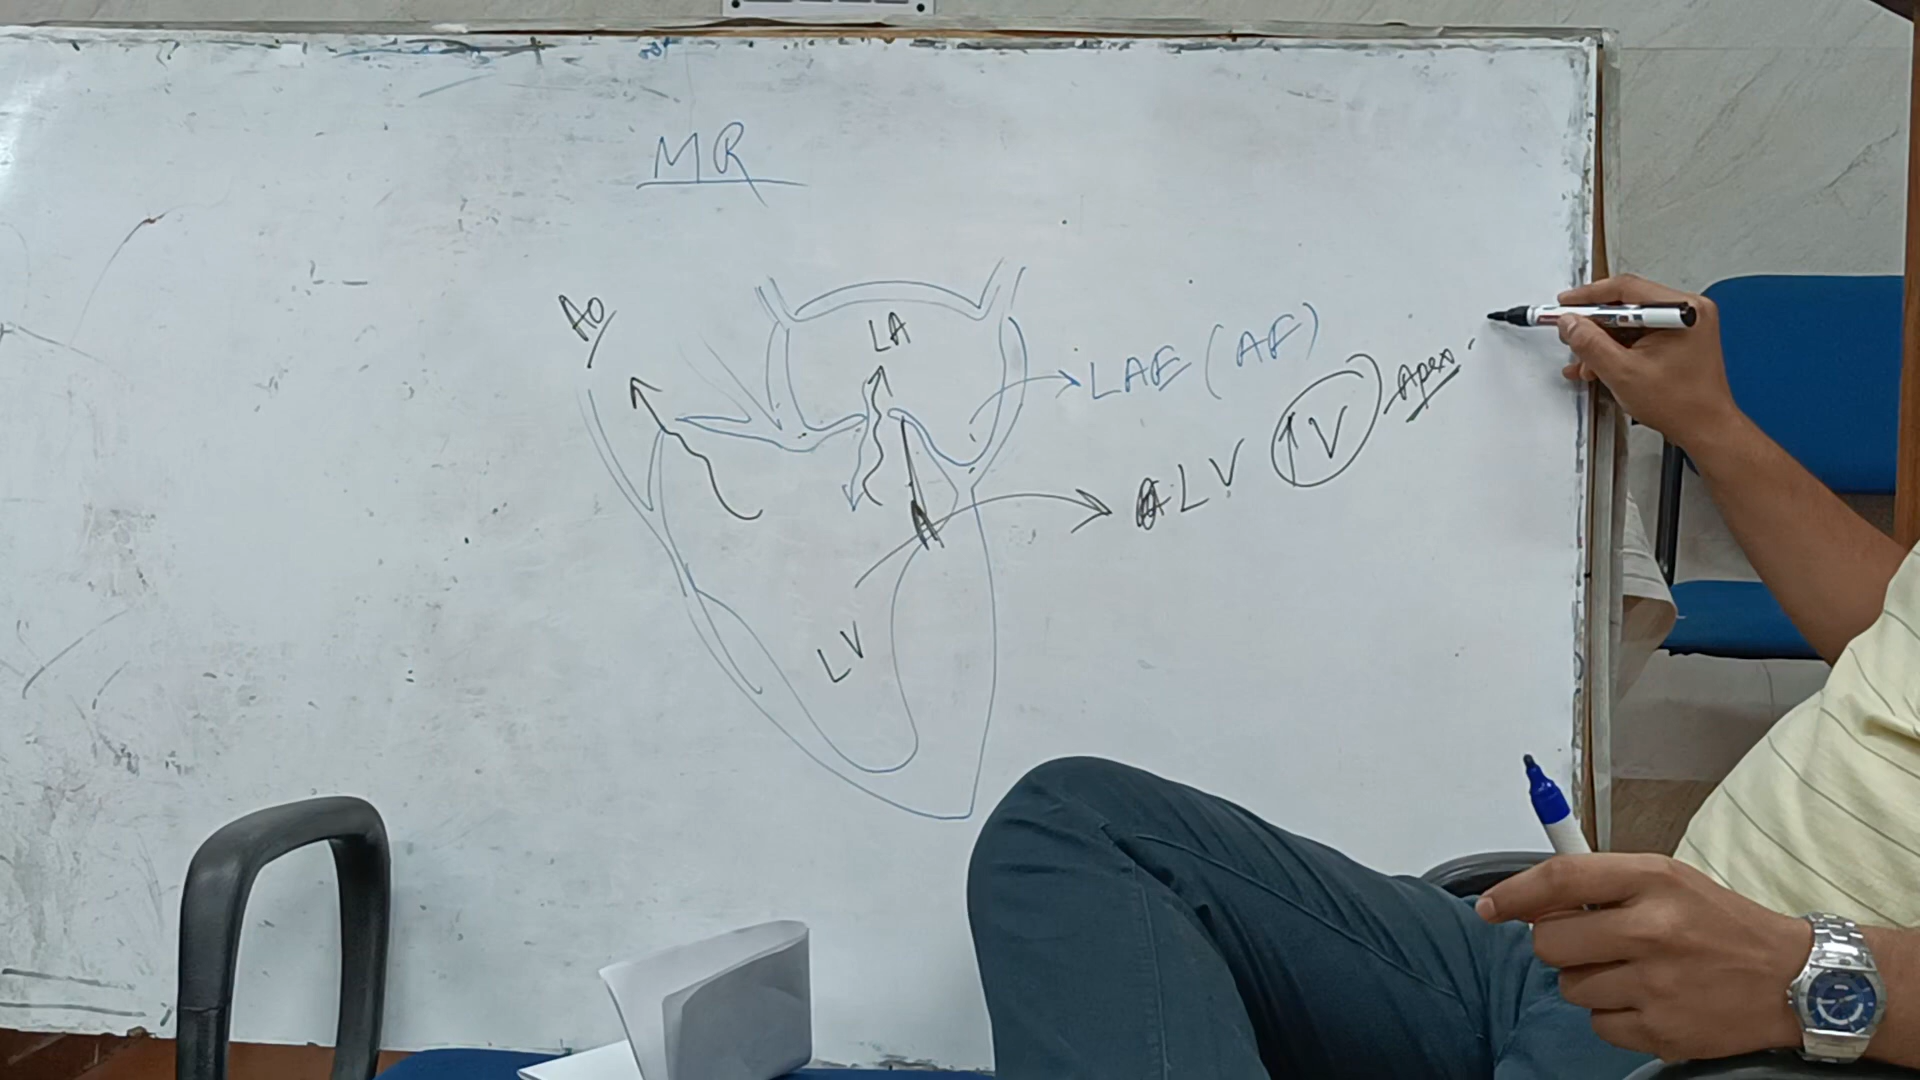 MR
Ao
LA
LAE (AF)
LV ↑V Apex
LV